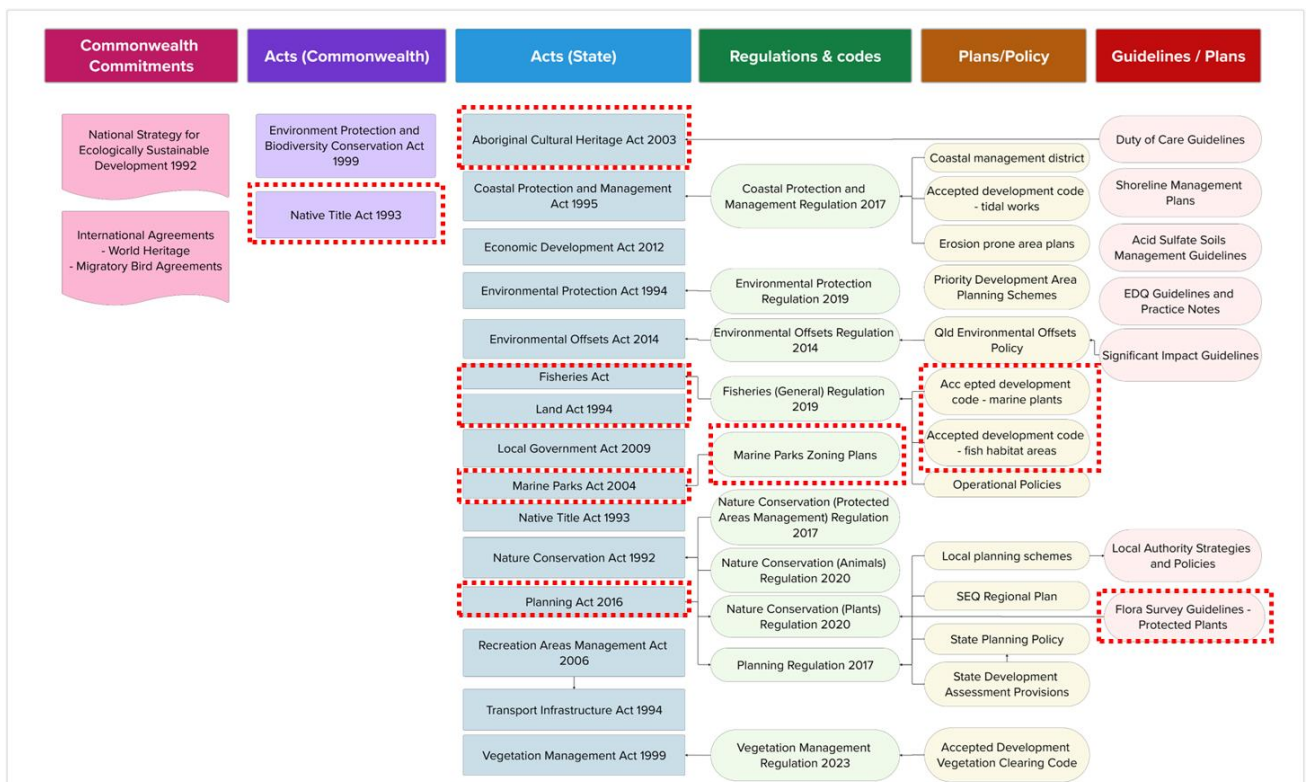 Commonwealth
Commitments
Acts (Commonwealth)
Acts (State)
Regulations & codes
Plans/Policy
Guidelines / Plans
National Strategy for
Ecologically Sustainable
Development 1992
International Agreements
- World Heritage
- Migratory Bird Agreements
Environment Protection and
Biodiversity Conservation Act
1999
Native Title Act 1993
Aboriginal Cultural Heritage Act 2003
Coastal Protection and Management
Act 1995
Economic Development Act 2012
Environmental Protection Act 1994
Environmental Offsets Act 2014
Fisheries Act
Land Act 1994
Local Government Act 2009
Marine Parks Act 2004
Native Title Act 1993
Nature Conservation Act 1992
Planning Act 2016
Recreation Areas Management Act
2006
Transport Infrastructure Act 1994
Vegetation Management Act 1999
Coastal Protection and
Management Regulation 2017
Environmental Protection
Regulation 2019
Environmental Offsets Regulation
2014
Fisheries (General) Regulation
2019
Marine Parks Zoning Plans
Nature Conservation (Protected
Areas Management) Regulation
2017
Nature Conservation (Animals)
Regulation 2020
Nature Conservation (Plants)
Regulation 2020
Planning Regulation 2017
Vegetation Management
Regulation 2023
Coastal management district
Accepted development code
- tidal works
Erosion prone area plans
Priority Development Area
Planning Schemes
Qld Environmental Offsets
Policy
Acc epted development
code - marine plants
Accepted development code
- fish habitat areas
Operational Policies
Local planning schemes
SEQ Regional Plan
State Planning Policy
State Development
Assessment Provisions
Accepted Development
Vegetation Clearing Code
Duty of Care Guidelines
Shoreline Management
Plans
Acid Sulfate Soils
Management Guidelines
EDQ Guidelines and
Practice Notes
Significant Impact Guidelines
Local Authority Strategies
and Policies
Flora Survey Guidelines -
Protected Plants